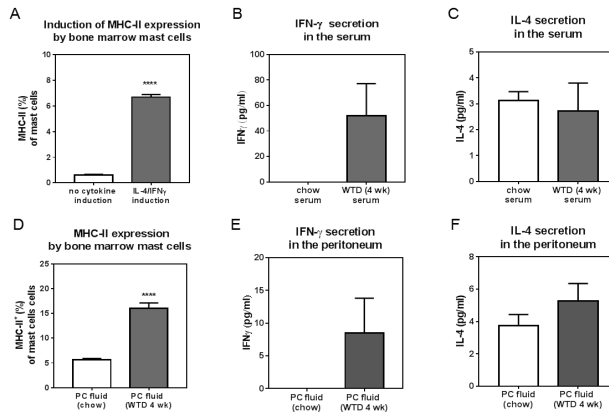 A
Induction of MHC-II expression
by bone marrow mast cells
MHC-II (%)
of mast cells
8
6
4
2
0
****
no cytokine
induction
IL-4/IFNγ
induction
B
IFN-γ secretion
in the serum
IFNγ (pg/ml)
100
80
60
40
20
0
chow
serum
WTD (4 wk)
serum
C
IL-4 secretion
in the serum
IL-4 (pg/ml)
5
4
3
2
1
0
chow
serum
WTD (4 wk)
serum
D
MHC-II expression
by bone marrow mast cells
MHC-II+ (%)
of mast cells cells
25
20
15
10
5
0
****
PC fluid
(chow)
PC fluid
(WTD 4 wk)
E
IFN-γ secretion
in the peritoneum
IFNγ (pg/ml)
20
15
10
5
0
PC fluid
(chow)
PC fluid
(WTD 4 wk)
F
IL-4 secretion
in the peritoneum
IL-4 (pg/ml)
8
6
4
2
0
PC fluid
(chow)
PC fluid
(WTD 4 wk)